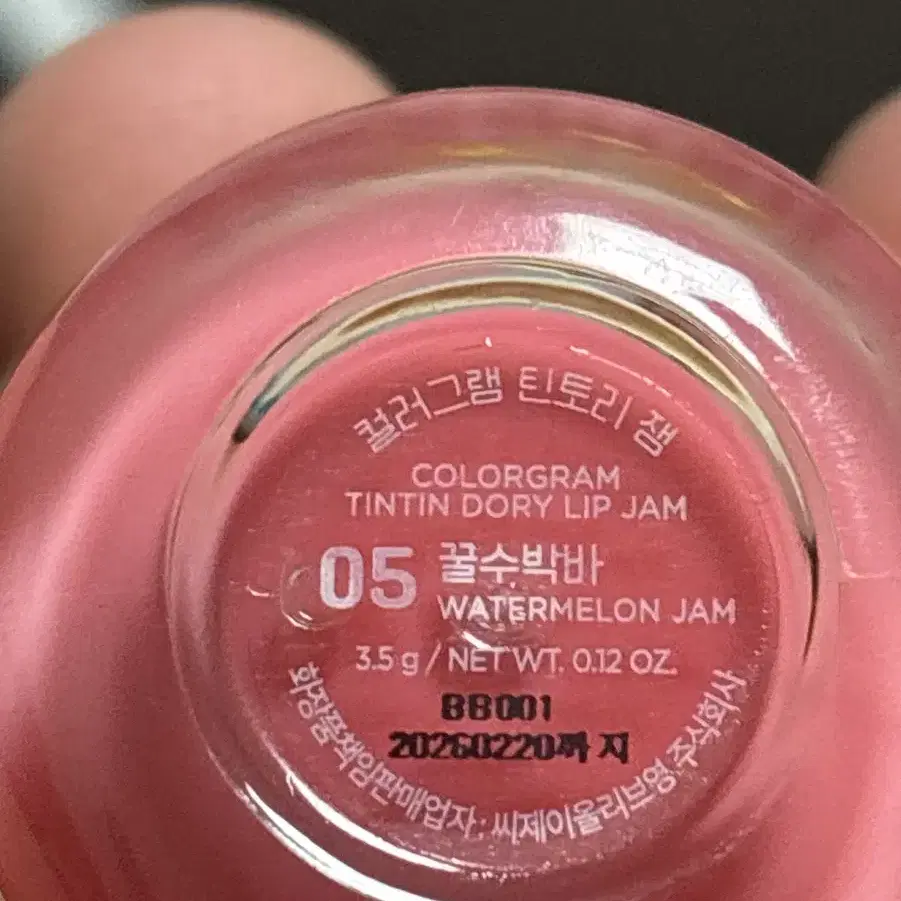 컬러그램 틴토리 잼
COLORGRAM
TINTIN DORY LIP JAM
05 꿀수박바
WATERMELON JAM
3.5 g / NET WT. 0.12 OZ.
BB001
20260220까지
화장품책임판매업자 : 씨제이올리브영 주식회사